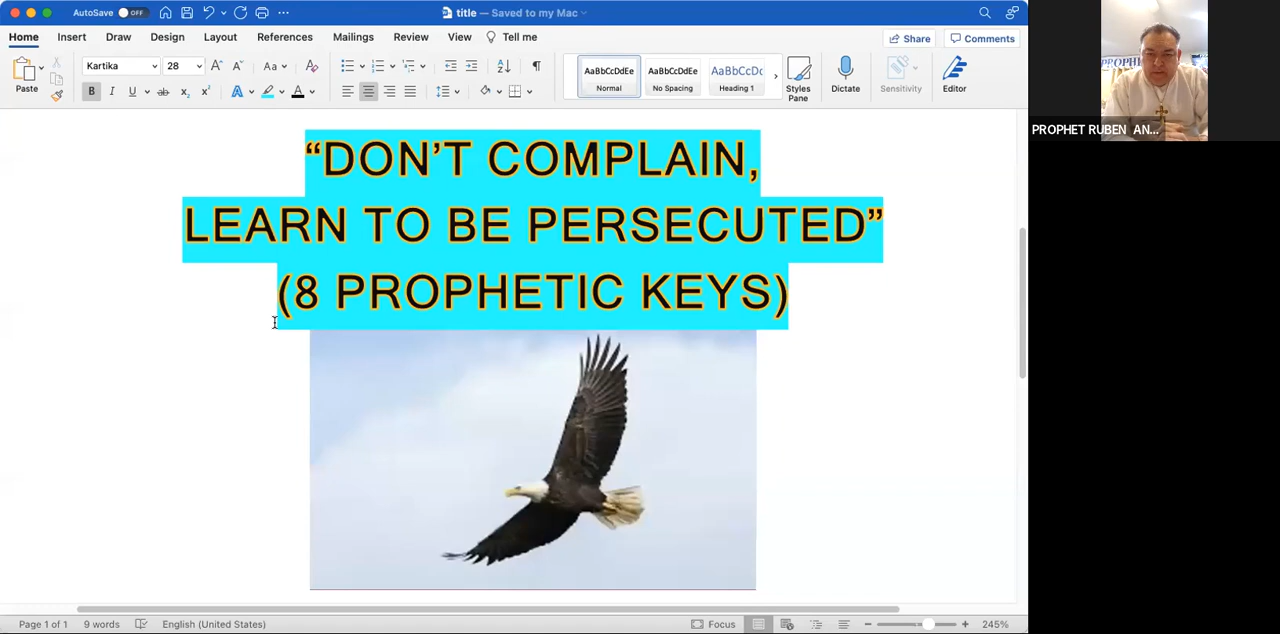 AutoSave OFF
title — Saved to my Mac
Home Insert Draw Design Layout References Mailings Review View Tell me
Share Comments
Paste
Kartika 28
Aa
AaBbCcDdEe AaBbCcDdEe AaBbCcDc
Normal No Spacing Heading 1
Styles Pane
Dictate
Sensitivity
Editor
PROPHET RUBEN AN...
“DON’T COMPLAIN,
LEARN TO BE PERSECUTED”
(8 PROPHETIC KEYS)
Page 1 of 1 9 words English (United States) Focus 245%